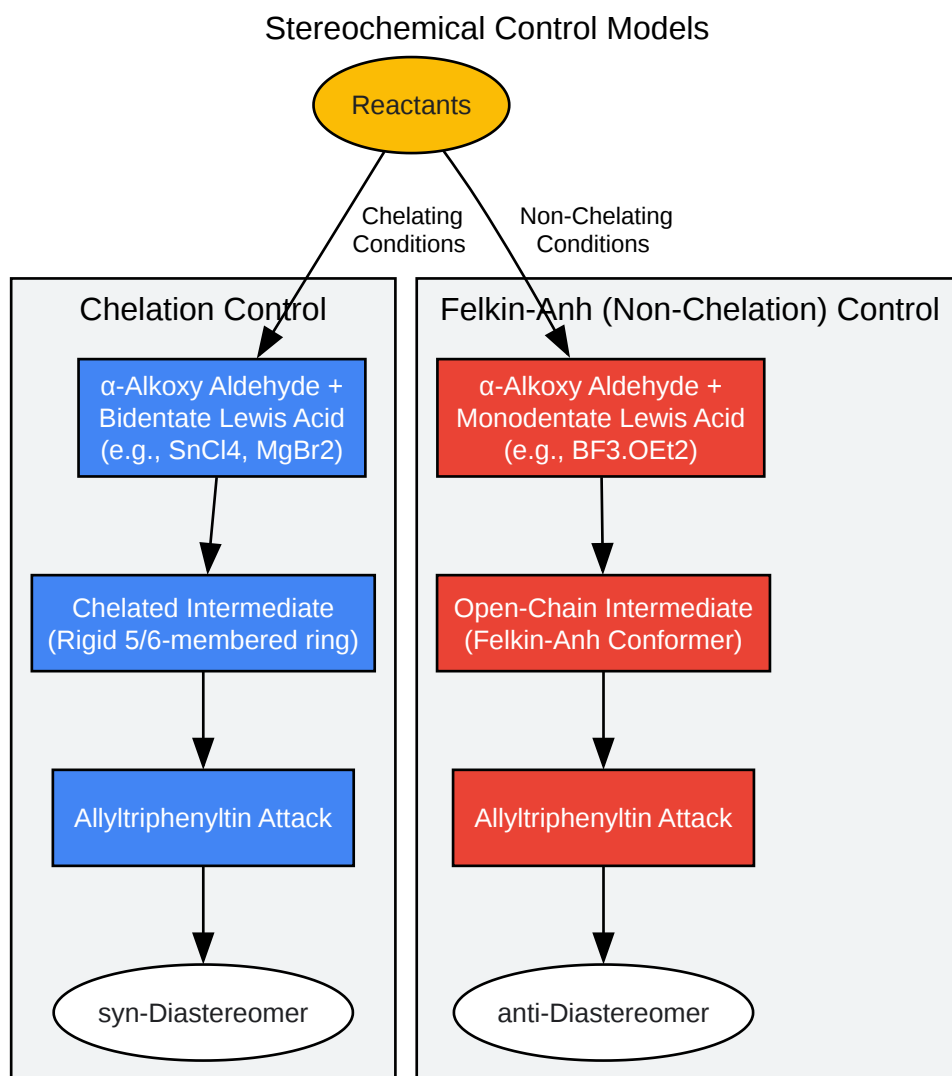 Stereochemical Control Models
Reactants
Chelating
Conditions
Non-Chelating
Conditions
Chelation Control
α-Alkoxy Aldehyde +
Bidentate Lewis Acid
(e.g., SnCl4, MgBr2)
Chelated Intermediate
(Rigid 5/6-membered ring)
Allyltriphenyltin Attack
syn-Diastereomer
Felkin-Anh (Non-Chelation) Control
α-Alkoxy Aldehyde +
Monodentate Lewis Acid
(e.g., BF3.OEt2)
Open-Chain Intermediate
(Felkin-Anh Conformer)
Allyltriphenyltin Attack
anti-Diastereomer